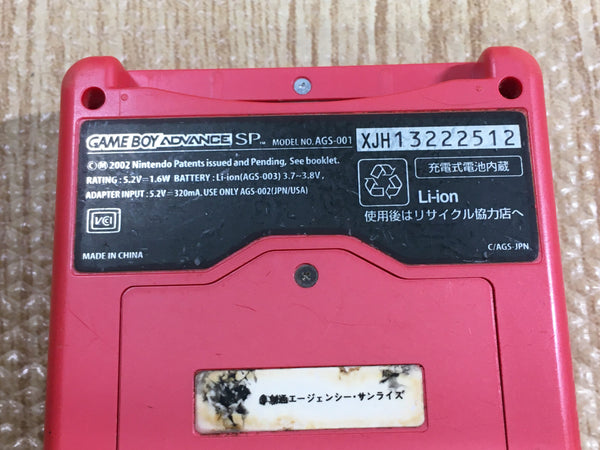 GAME BOY ADVANCE SP™ MODEL NO. AGS-001 XJH13222512
©Ⓜ2002 Nintendo Patents issued and Pending, See booklet.
RATING : 5.2V⎓1.6W BATTERY : Li-ion(AGS-003) 3.7⎓3.8V,
ADAPTER INPUT : 5.2V⎓320mA. USE ONLY AGS-002(JPN/USA)
充電式電池内蔵
Li-ion
使用後はリサイクル協力店へ
VCI
MADE IN CHINA
C/AGS-JPN
エージェンシー・サンライズ